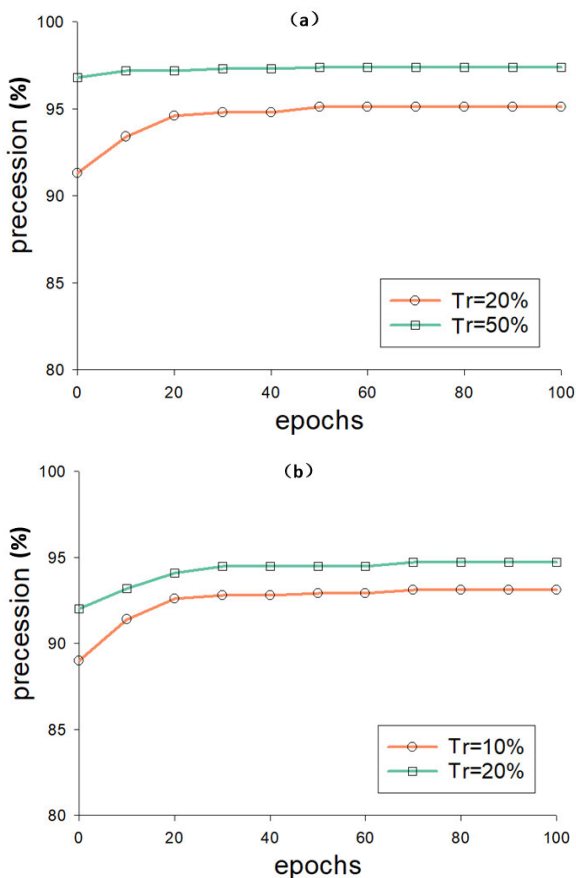 （a）
100
95
90
85
80
precession (%)
Tr=20%
Tr=50%
0 20 40 60 80 100
epochs
（b）
100
95
90
85
80
precession (%)
Tr=10%
Tr=20%
0 20 40 60 80 100
epochs